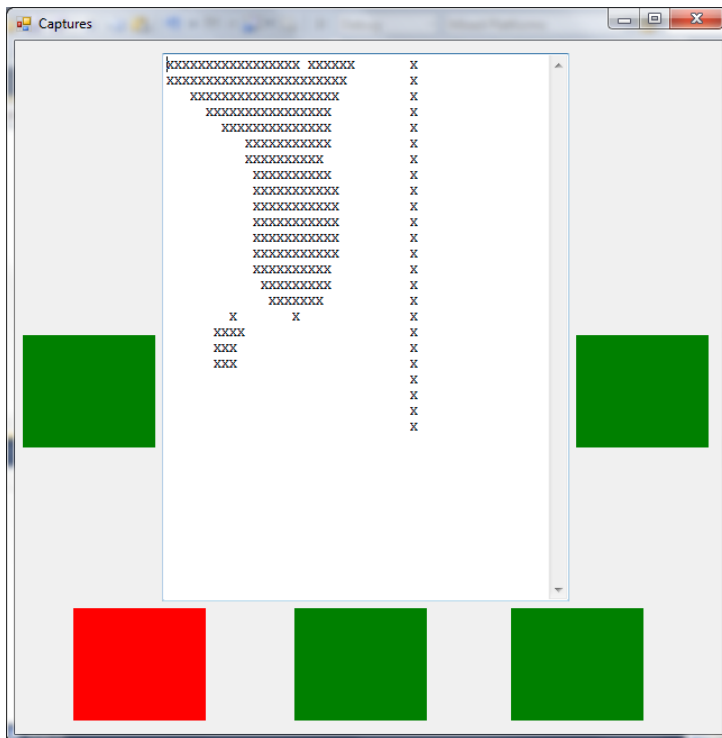 Captures
XXXXXXXXXXXXXXXXX XXXXXX       X
XXXXXXXXXXXXXXXXXXXXXXX        X
   XXXXXXXXXXXXXXXXXXX         X
     XXXXXXXXXXXXXXXX          X
       XXXXXXXXXXXXXX          X
          XXXXXXXXXXX          X
          XXXXXXXXXX           X
           XXXXXXXXXX          X
           XXXXXXXXXXX         X
           XXXXXXXXXXX         X
           XXXXXXXXXXX         X
           XXXXXXXXXXX         X
           XXXXXXXXXXX         X
           XXXXXXXXXX          X
            XXXXXXXXX          X
             XXXXXXX           X
        X       X              X
      XXXX                     X
      XXX                      X
      XXX                      X
                               X
                               X
                               X
                               X